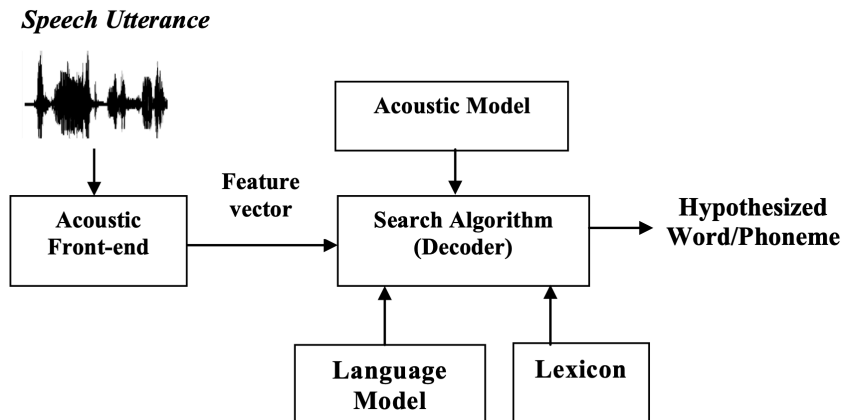 Speech Utterance
Acoustic Model
Feature
vector
Acoustic
Front-end
Search Algorithm
(Decoder)
Hypothesized
Word/Phoneme
Language
Model
Lexicon